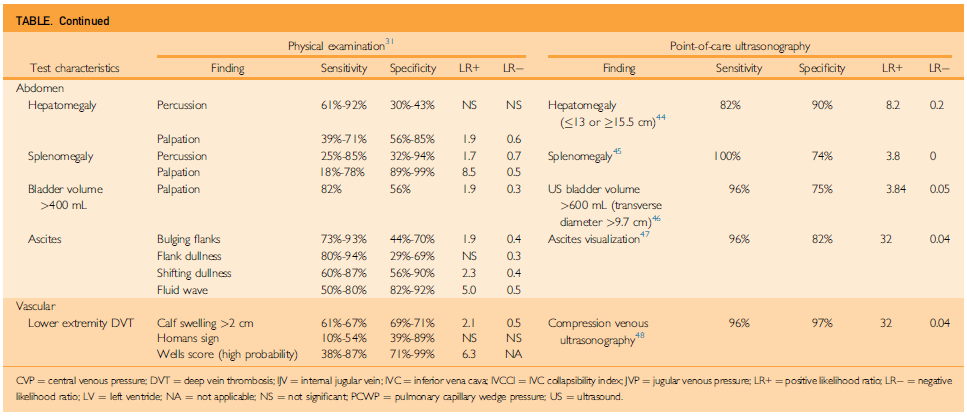 TABLE. Continued
Physical examination31 Point-of-care ultrasonography
Test characteristics Finding Sensitivity Specificity LR+ LR− Finding Sensitivity Specificity LR+ LR−
Abdomen
Hepatomegaly Percussion 61%-92% 30%-43% NS NS Hepatomegaly 82% 90% 8.2 0.2
(≤13 or ≥15.5 cm)44
Palpation 39%-71% 56%-85% 1.9 0.6
Splenomegaly Percussion 25%-85% 32%-94% 1.7 0.7 Splenomegaly45 100% 74% 3.8 0
Palpation 18%-78% 89%-99% 8.5 0.5
Bladder volume Palpation 82% 56% 1.9 0.3 US bladder volume 96% 75% 3.84 0.05
>400 mL >600 mL (transverse
diameter >9.7 cm)46
Ascites Bulging flanks 73%-93% 44%-70% 1.9 0.4 Ascites visualization47 96% 82% 32 0.04
Flank dullness 80%-94% 29%-69% NS 0.3
Shifting dullness 60%-87% 56%-90% 2.3 0.4
Fluid wave 50%-80% 82%-92% 5.0 0.5
Vascular
Lower extremity DVT Calf swelling >2 cm 61%-67% 69%-71% 2.1 0.5 Compression venous 96% 97% 32 0.04
Homans sign 10%-54% 39%-89% NS NS ultrasonography48
Wells score (high probability) 38%-87% 71%-99% 6.3 NA
CVP = central venous pressure; DVT = deep vein thrombosis; IJV = internal jugular vein; IVC = inferior vena cava; IVCCI = IVC collapsibility index; JVP = jugular venous pressure; LR+ = positive likelihood ratio; LR− = negative
likelihood ratio; LV = left ventricle; NA = not applicable; NS = not significant; PCWP = pulmonary capillary wedge pressure; US = ultrasound.